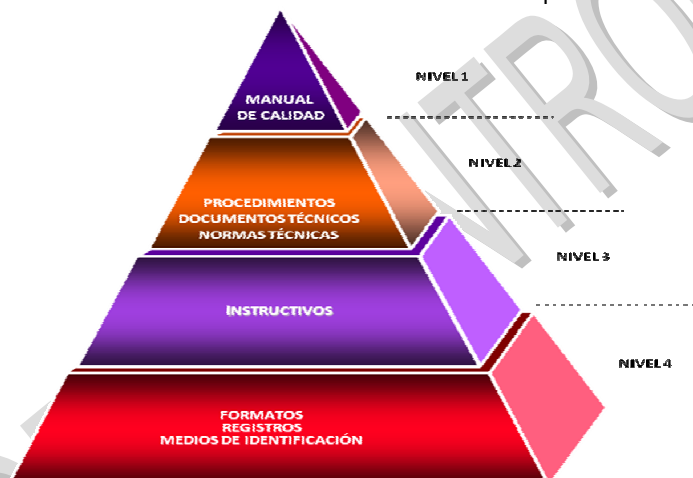 NIVEL 1
MANUAL
DE CALIDAD
NIVEL 2
PROCEDIMIENTOS
DOCUMENTOS TÉCNICOS
NORMAS TÉCNICAS
NIVEL 3
INSTRUCTIVOS
NIVEL 4
FORMATOS
REGISTROS
MEDIOS DE IDENTIFICACIÓN